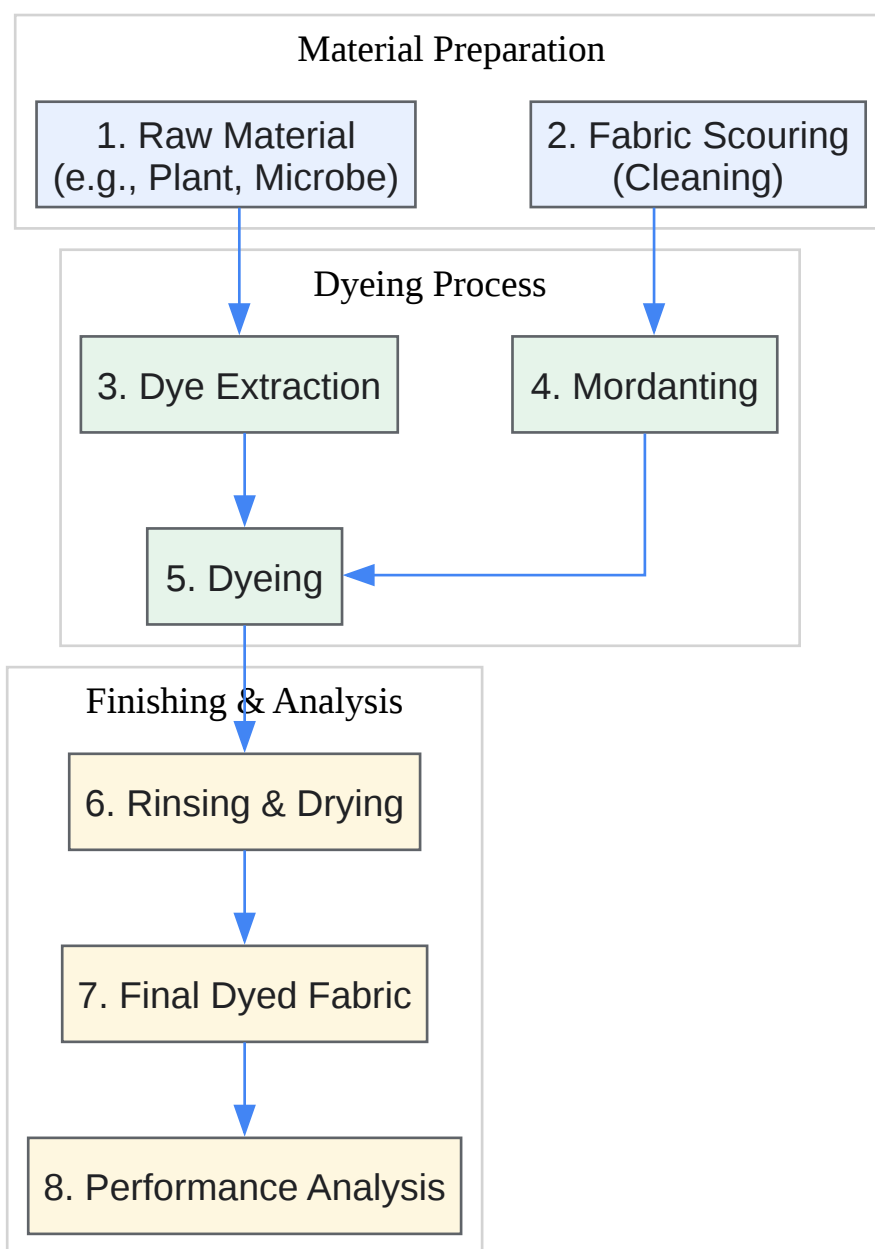 Material Preparation
1. Raw Material
(e.g., Plant, Microbe)
2. Fabric Scouring
(Cleaning)
Dyeing Process
3. Dye Extraction
4. Mordanting
5. Dyeing
Finishing & Analysis
6. Rinsing & Drying
7. Final Dyed Fabric
8. Performance Analysis